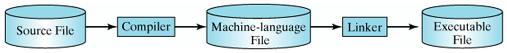 Source File
Compiler
Machine-language
File
Linker
Executable
File